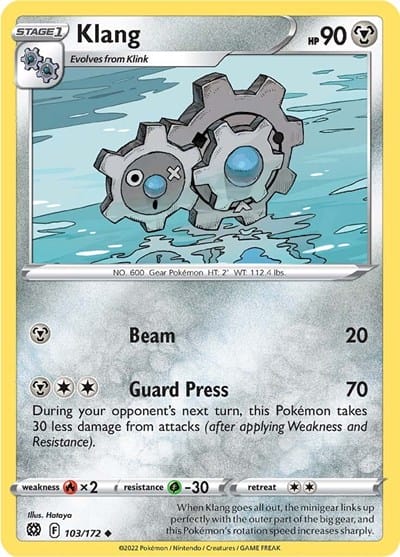 STAGE 1 Klang HP 90
Evolves from Klink
NO. 600 Gear Pokémon HT: 2' WT: 112.4 lbs.
Beam 20
Guard Press 70
During your opponent's next turn, this Pokémon takes
30 less damage from attacks (after applying Weakness and
Resistance).
weakness ×2 resistance -30 retreat
Illus. Hatayo
F 103/172
When Klang goes all out, the minigear links up
perfectly with the outer part of the big gear, and
this Pokémon's rotation speed increases sharply.
©2022 Pokémon / Nintendo / Creatures / GAME FREAK